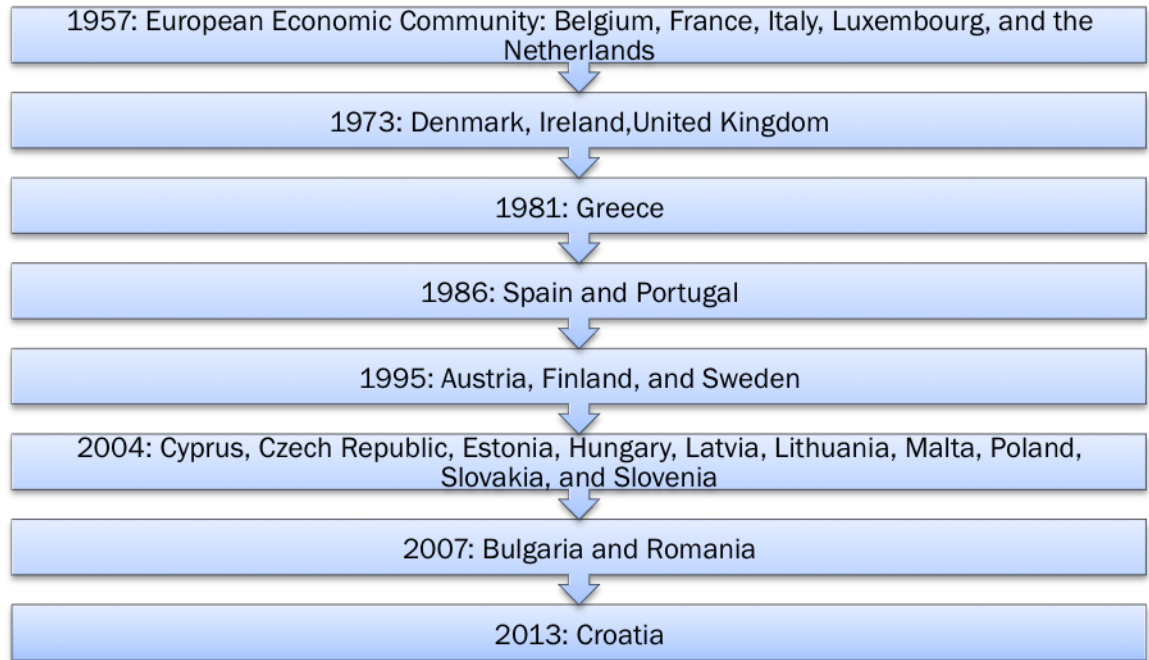 1957: European Economic Community: Belgium, France, Italy, Luxembourg, and the
Netherlands
1973: Denmark, Ireland,United Kingdom
1981: Greece
1986: Spain and Portugal
1995: Austria, Finland, and Sweden
2004: Cyprus, Czech Republic, Estonia, Hungary, Latvia, Lithuania, Malta, Poland,
Slovakia, and Slovenia
2007: Bulgaria and Romania
2013: Croatia